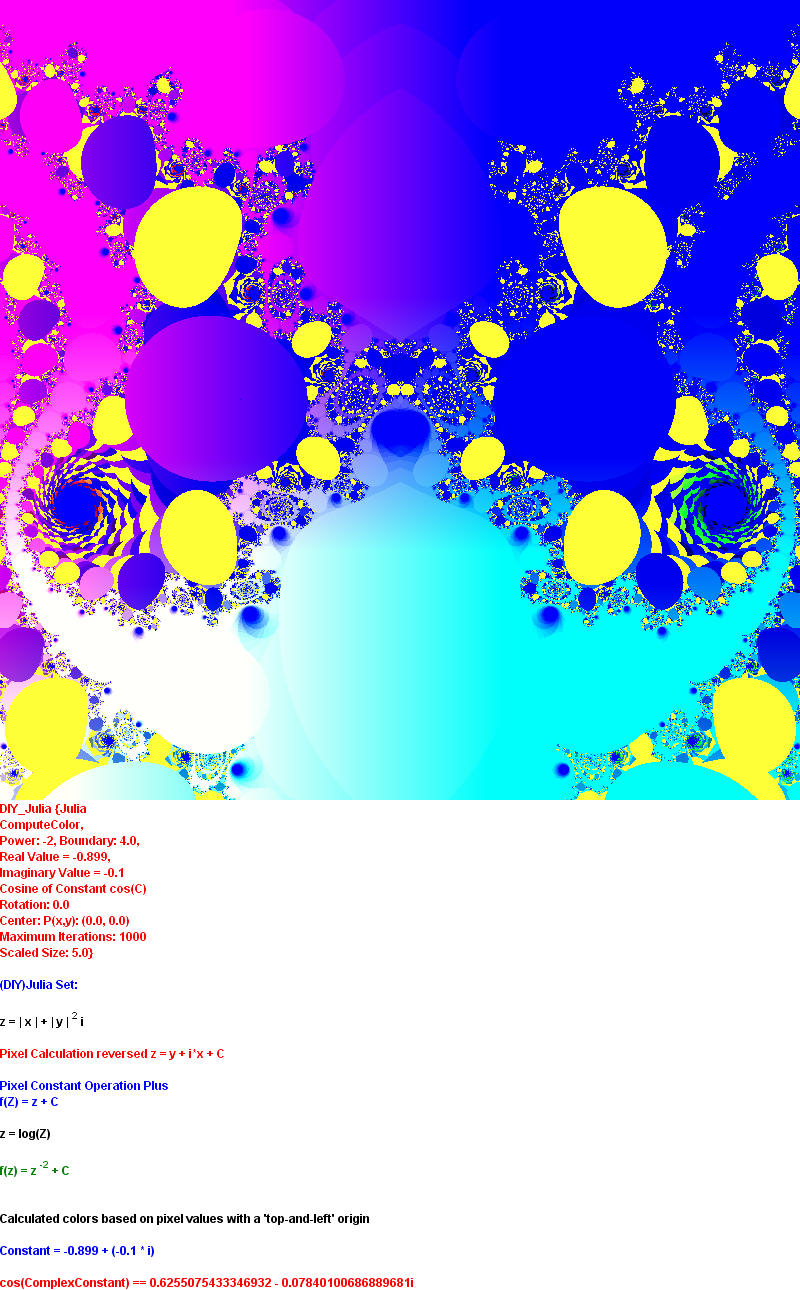 DIY_Julia {Julia
ComputeColor,
Power: -2, Boundary: 4.0,
Real Value = -0.899,
Imaginary Value = -0.1
Cosine of Constant cos(C)
Rotation: 0.0
Center: P(x,y): (0.0, 0.0)
Maximum Iterations: 1000
Scaled Size: 5.0}
(DIY)Julia Set:
z = | x | + | y | 2 i
Pixel Calculation reversed z = y + i*x + C
Pixel Constant Operation Plus
f(Z) = z + C
z = log(Z)
f(z) = z -2 + C
Calculated colors based on pixel values with a 'top-and-left' origin
Constant = -0.899 + (-0.1 * i)
cos(ComplexConstant) == 0.6255075433346932 - 0.07840100686889681i